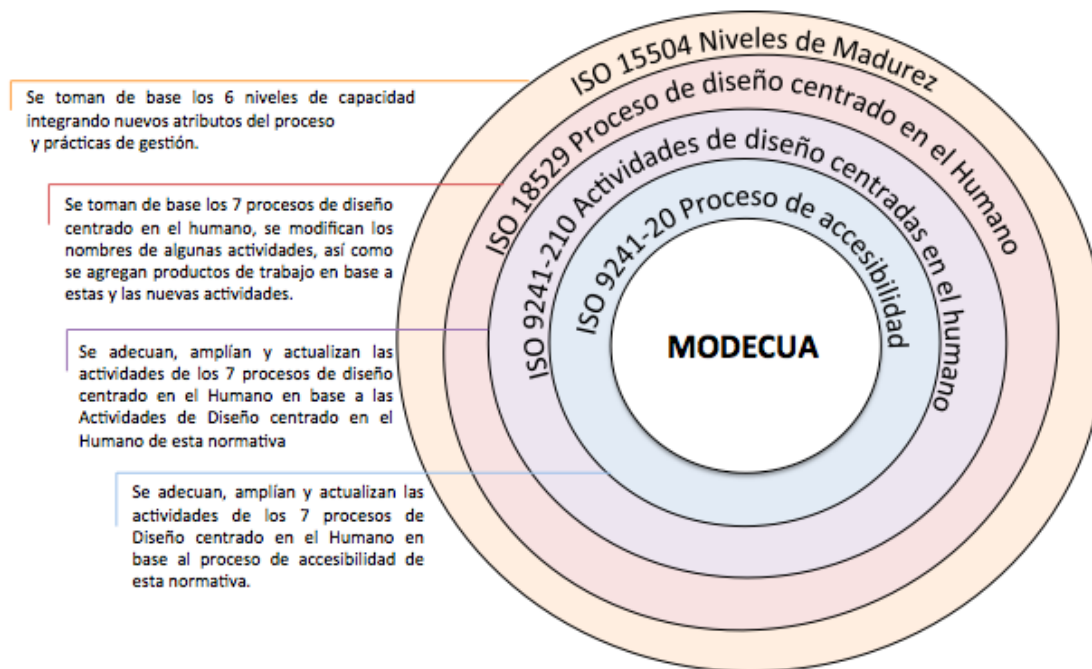 ISO 15504 Niveles de Madurez
ISO 18529 Proceso de diseño centrado en el Humano
ISO 9241-210 Actividades de diseño centradas en el humano
ISO 9241-20 Proceso de accesibilidad
MODECUA
Se toman de base los 6 niveles de capacidad
integrando nuevos atributos del proceso
y prácticas de gestión.
Se toman de base los 7 procesos de diseño
centrado en el humano, se modifican los
nombres de algunas actividades, así como
se agregan productos de trabajo en base a
estas y las nuevas actividades.
Se adecuan, amplían y actualizan las
actividades de los 7 procesos de diseño
centrado en el Humano en base a las
Actividades de Diseño centrado en el
Humano de esta normativa
Se adecuan, amplían y actualizan las
actividades de los 7 procesos de
Diseño centrado en el Humano en
base al proceso de accesibilidad de
esta normativa.